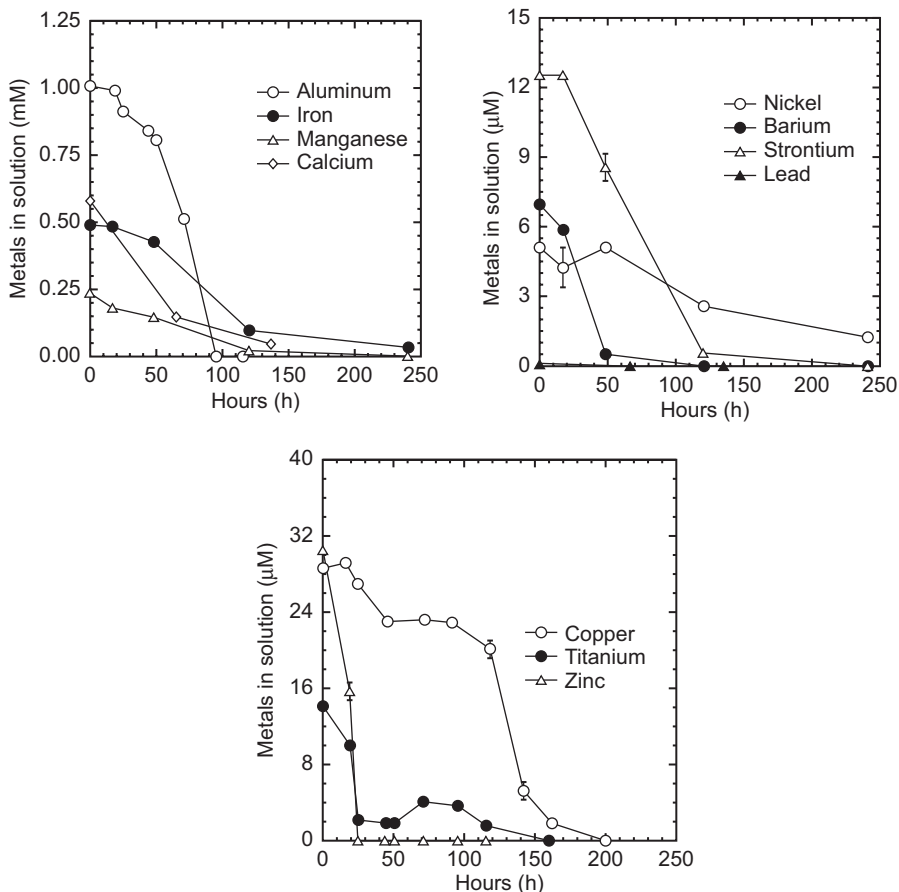 Metals in solution (mM)
1.25
1.00
0.75
0.50
0.25
0.00
0 50 100 150 200 250
Hours (h)
Aluminum
Iron
Manganese
Calcium
Metals in solution (μM)
15
12
9
6
3
0
0 50 100 150 200 250
Hours (h)
Nickel
Barium
Strontium
Lead
Metals in solution (μM)
40
32
24
16
8
0
0 50 100 150 200 250
Hours (h)
Copper
Titanium
Zinc